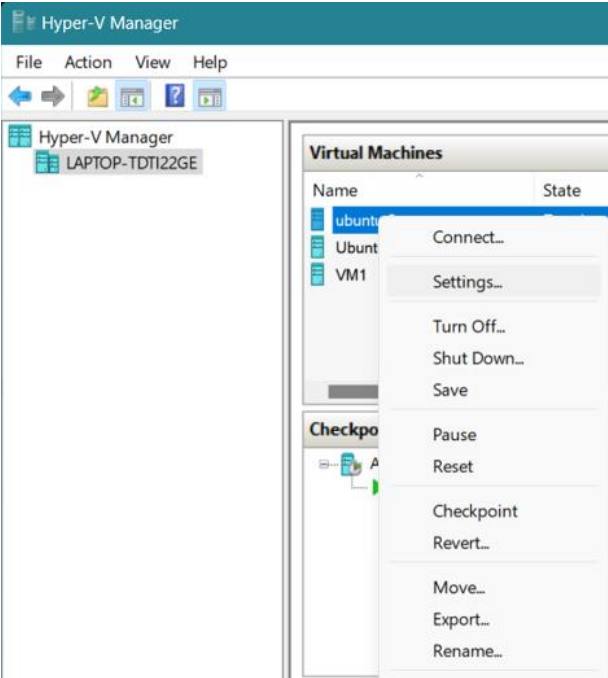 Hyper-V Manager
File Action View Help
Hyper-V Manager
LAPTOP-TDTI22GE
Virtual Machines
Name State
Ubunt
VM1
Connect...
Settings...
Turn Off...
Shut Down...
Save
Pause
Reset
Checkpoint
Revert...
Move...
Export...
Rename...
Checkpo
A